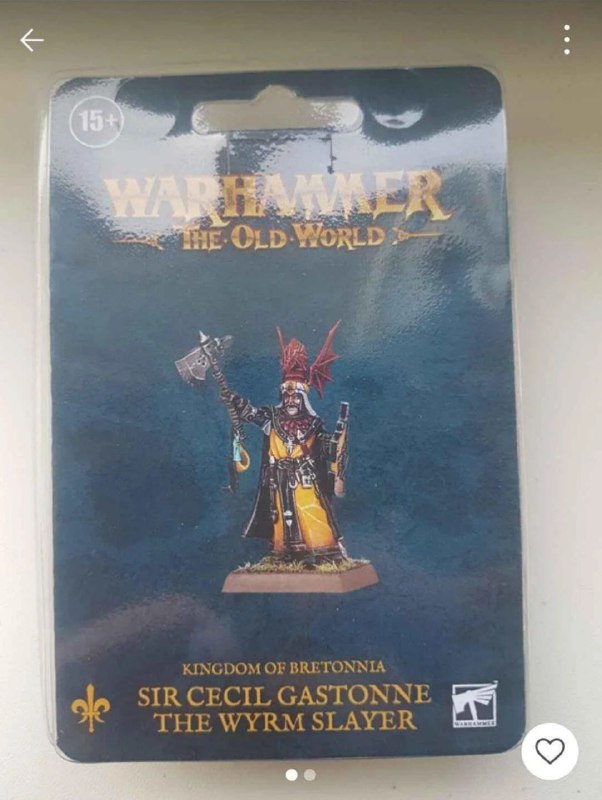 15+
WARHAMMER
THE·OLD·WORLD
KINGDOM OF BRETONNIA
SIR CECIL GASTONNE
THE WYRM SLAYER
WARHAMMER